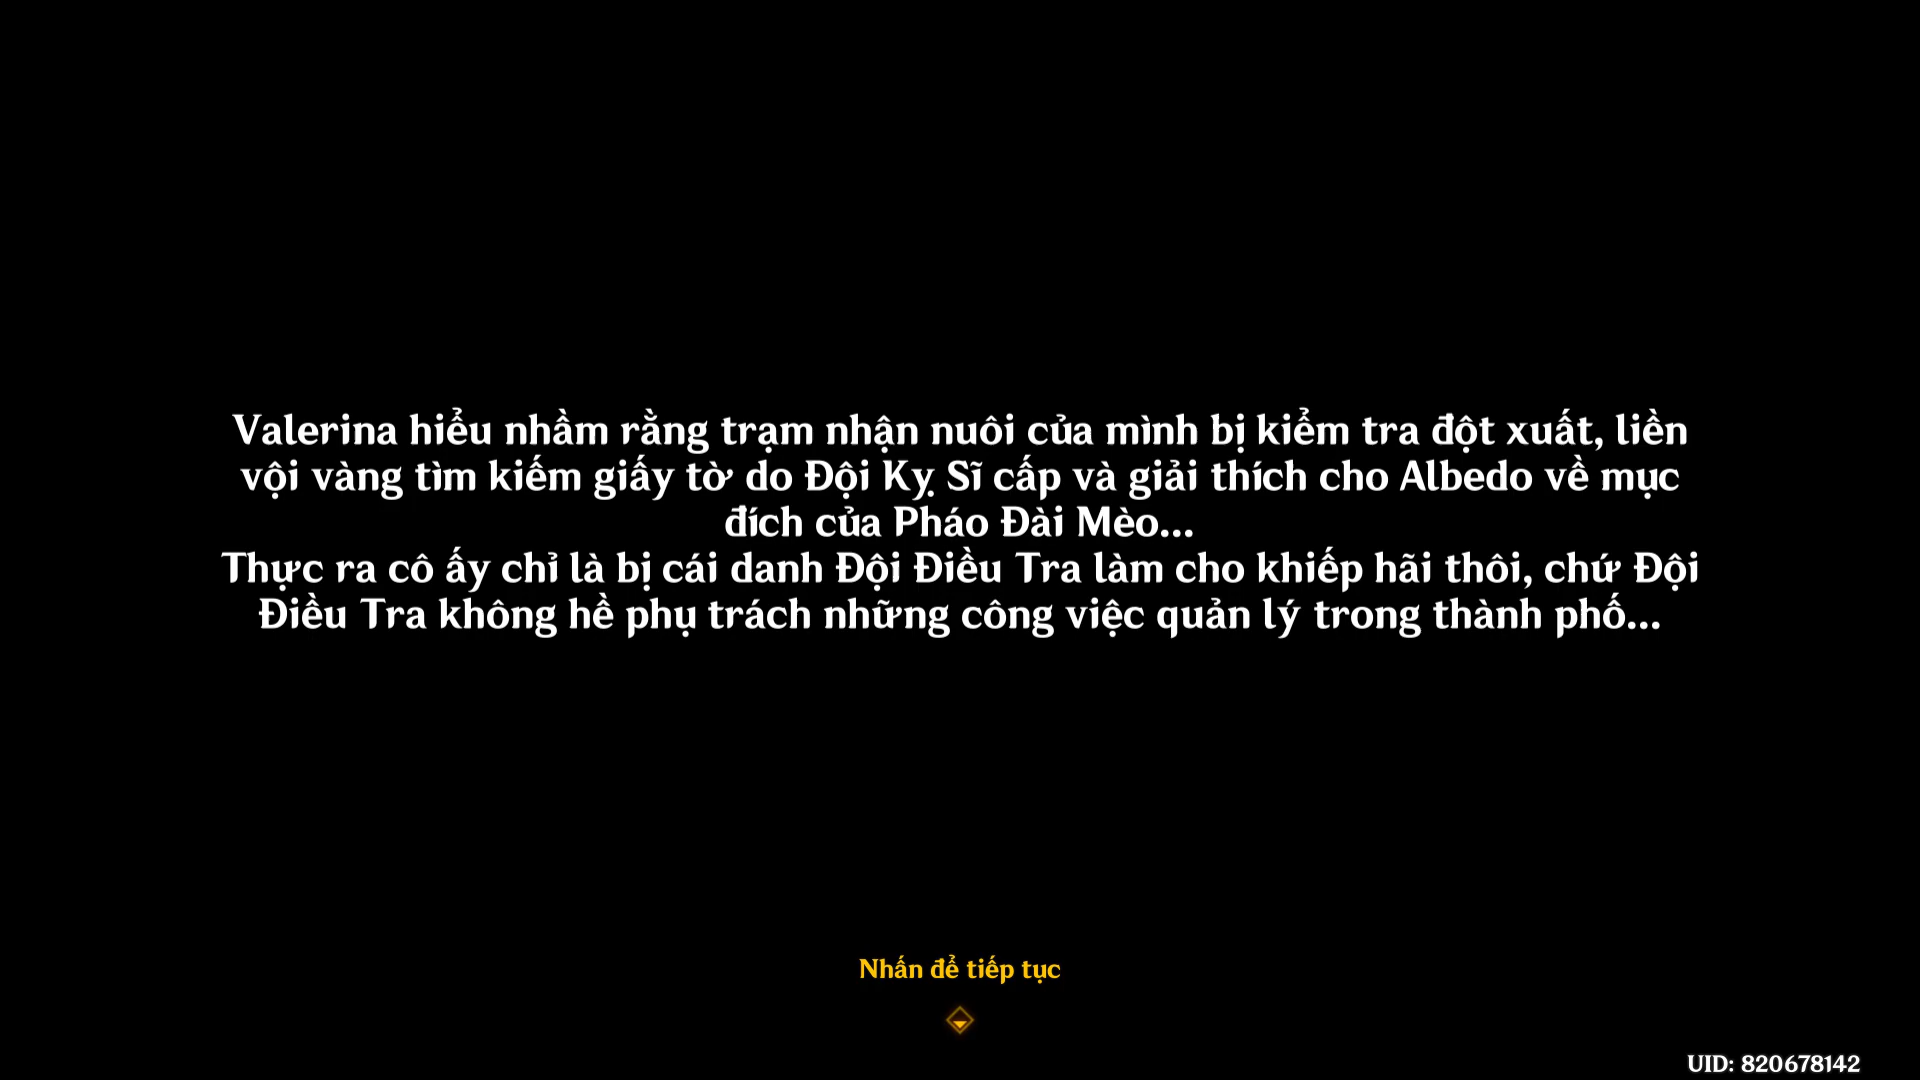 Valerina hiểu nhầm rằng trạm nhận nuôi của mình bị kiểm tra đột xuất, liền
vội vàng tìm kiếm giấy tờ do Đội Kỵ Sĩ cấp và giải thích cho Albedo về mục
đích của Pháo Đài Mèo...
Thực ra cô ấy chỉ là bị cái danh Đội Điều Tra làm cho khiếp hãi thôi, chứ Đội
Điều Tra không hề phụ trách những công việc quản lý trong thành phố...
Nhấn để tiếp tục
UID: 820678142